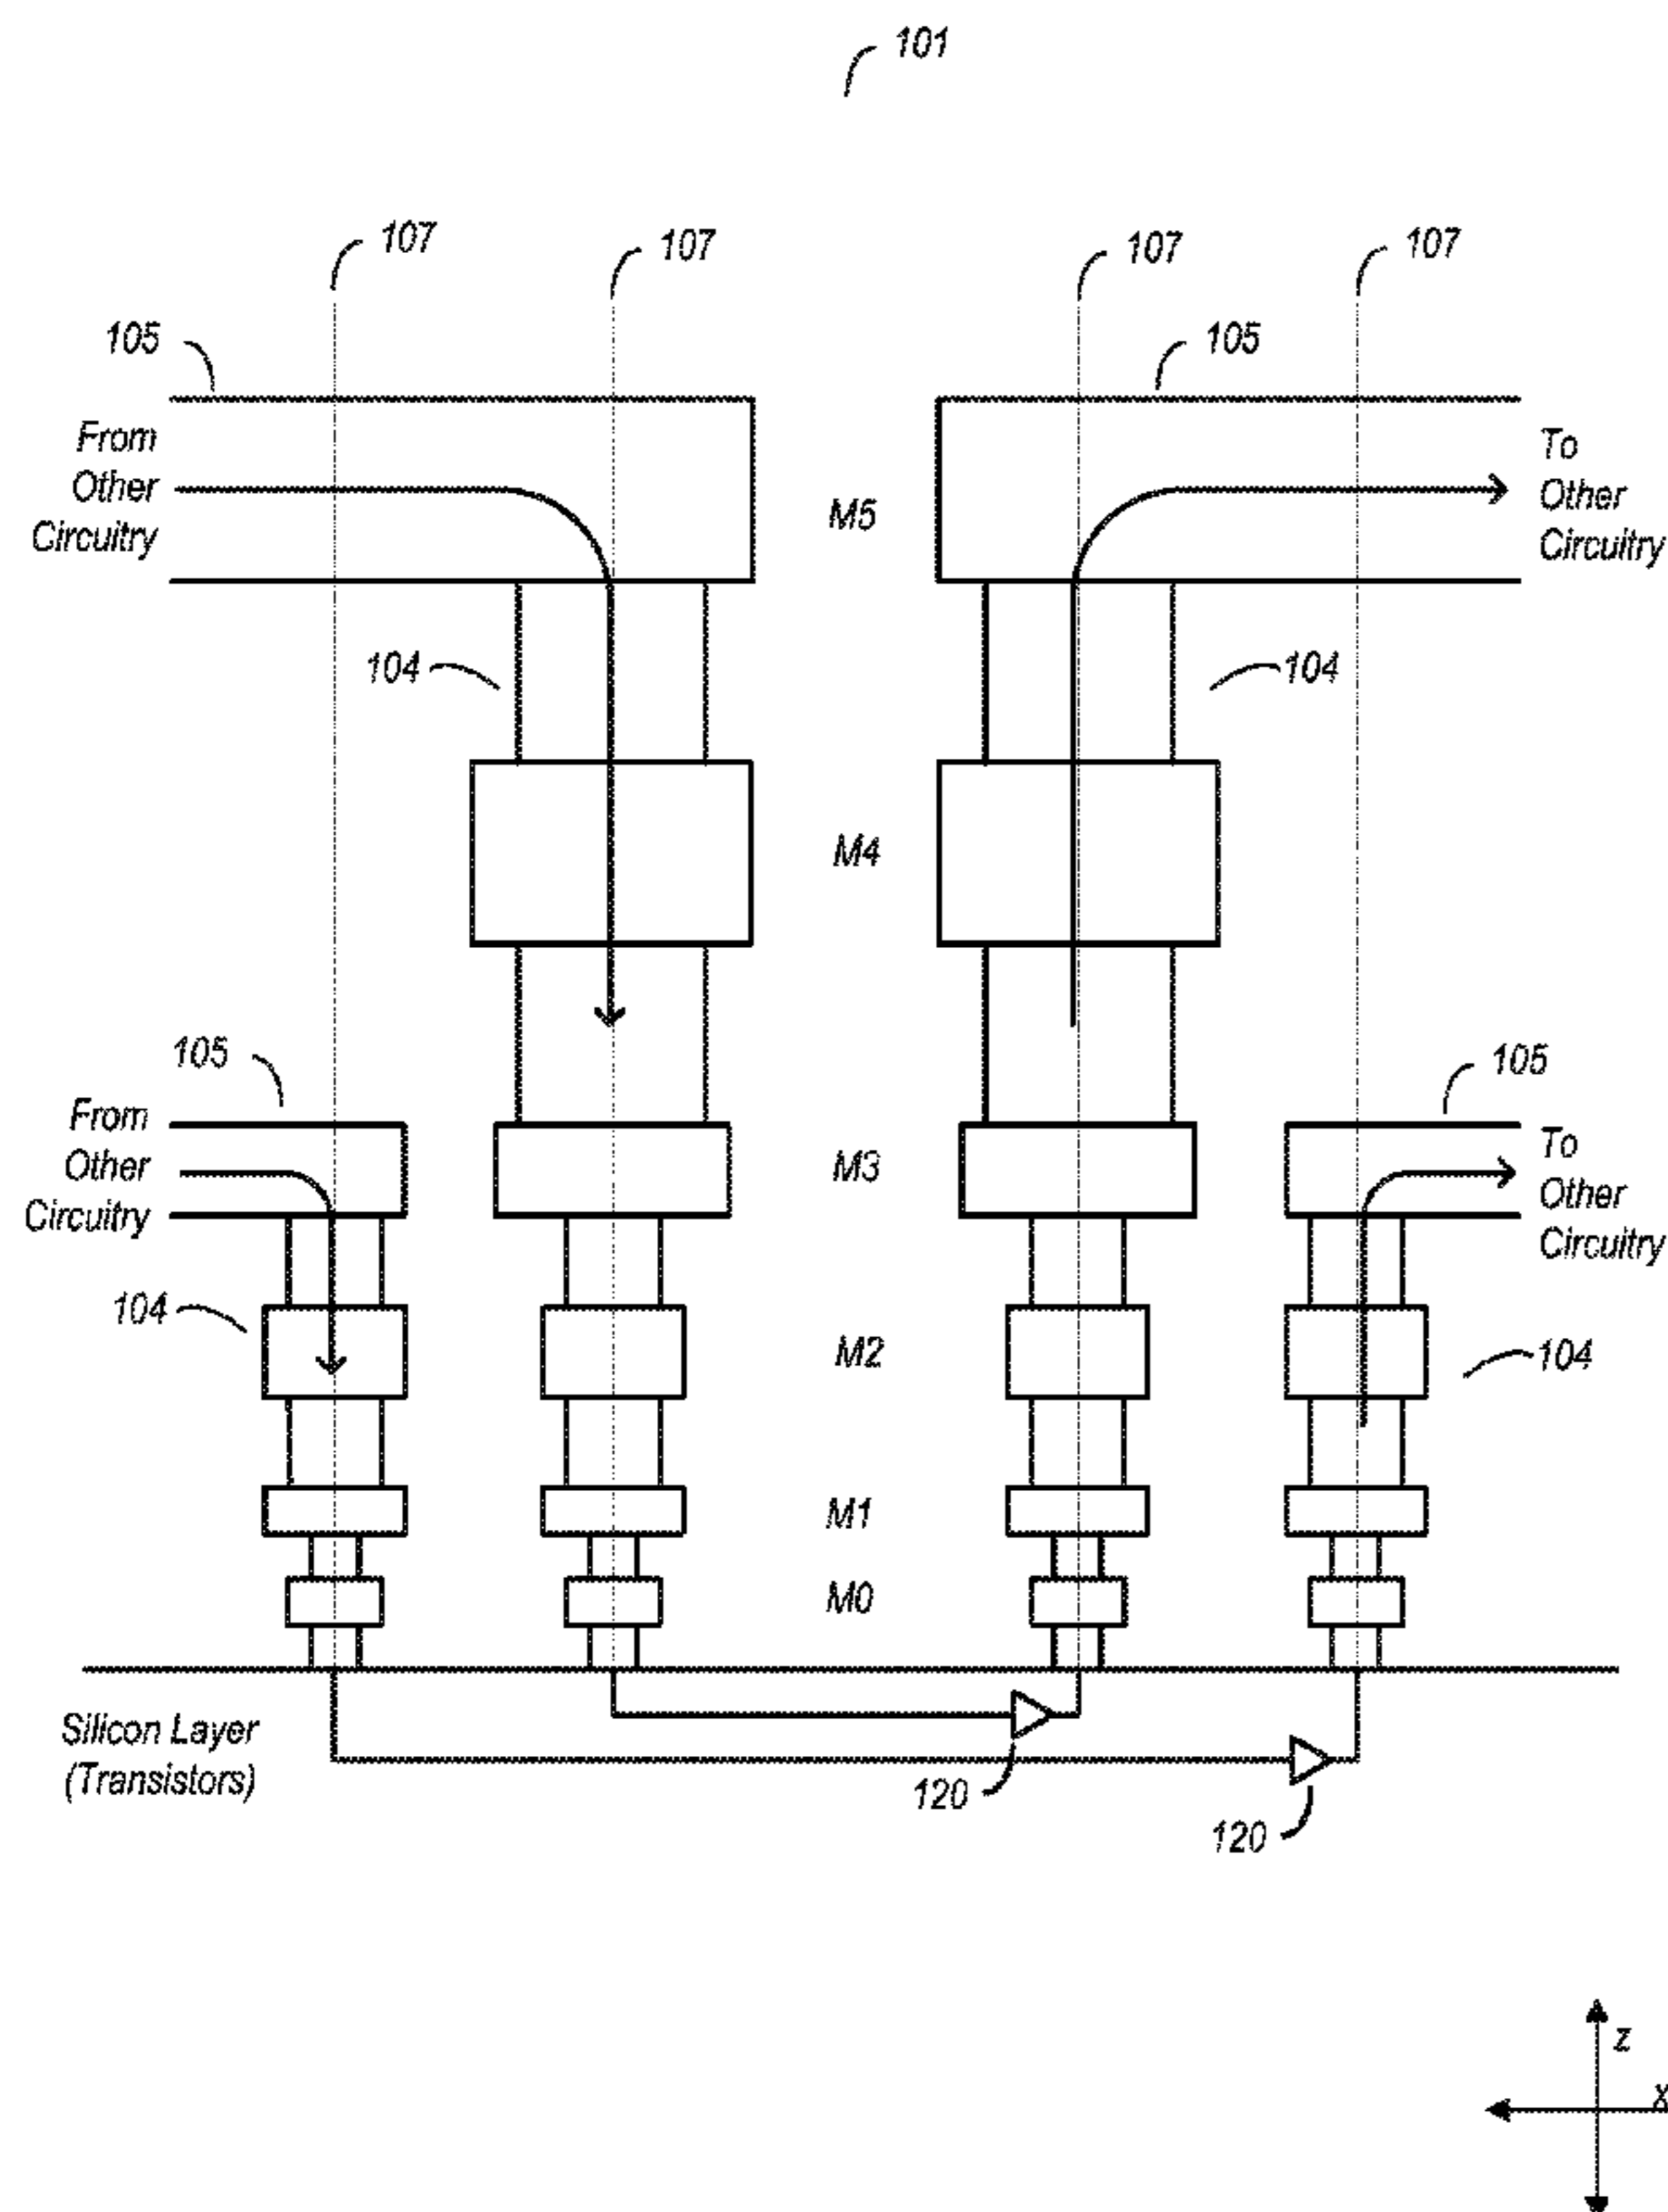 101
107
107
107
107
105
105
From
Other
Circuitry
M5
To
Other
Circuitry
104
104
M4
105
105
From
Other
Circuitry
M3
To
Other
Circuitry
104
M2
104
M1
M0
Silicon Layer
(Transistors)
120
120
z
x